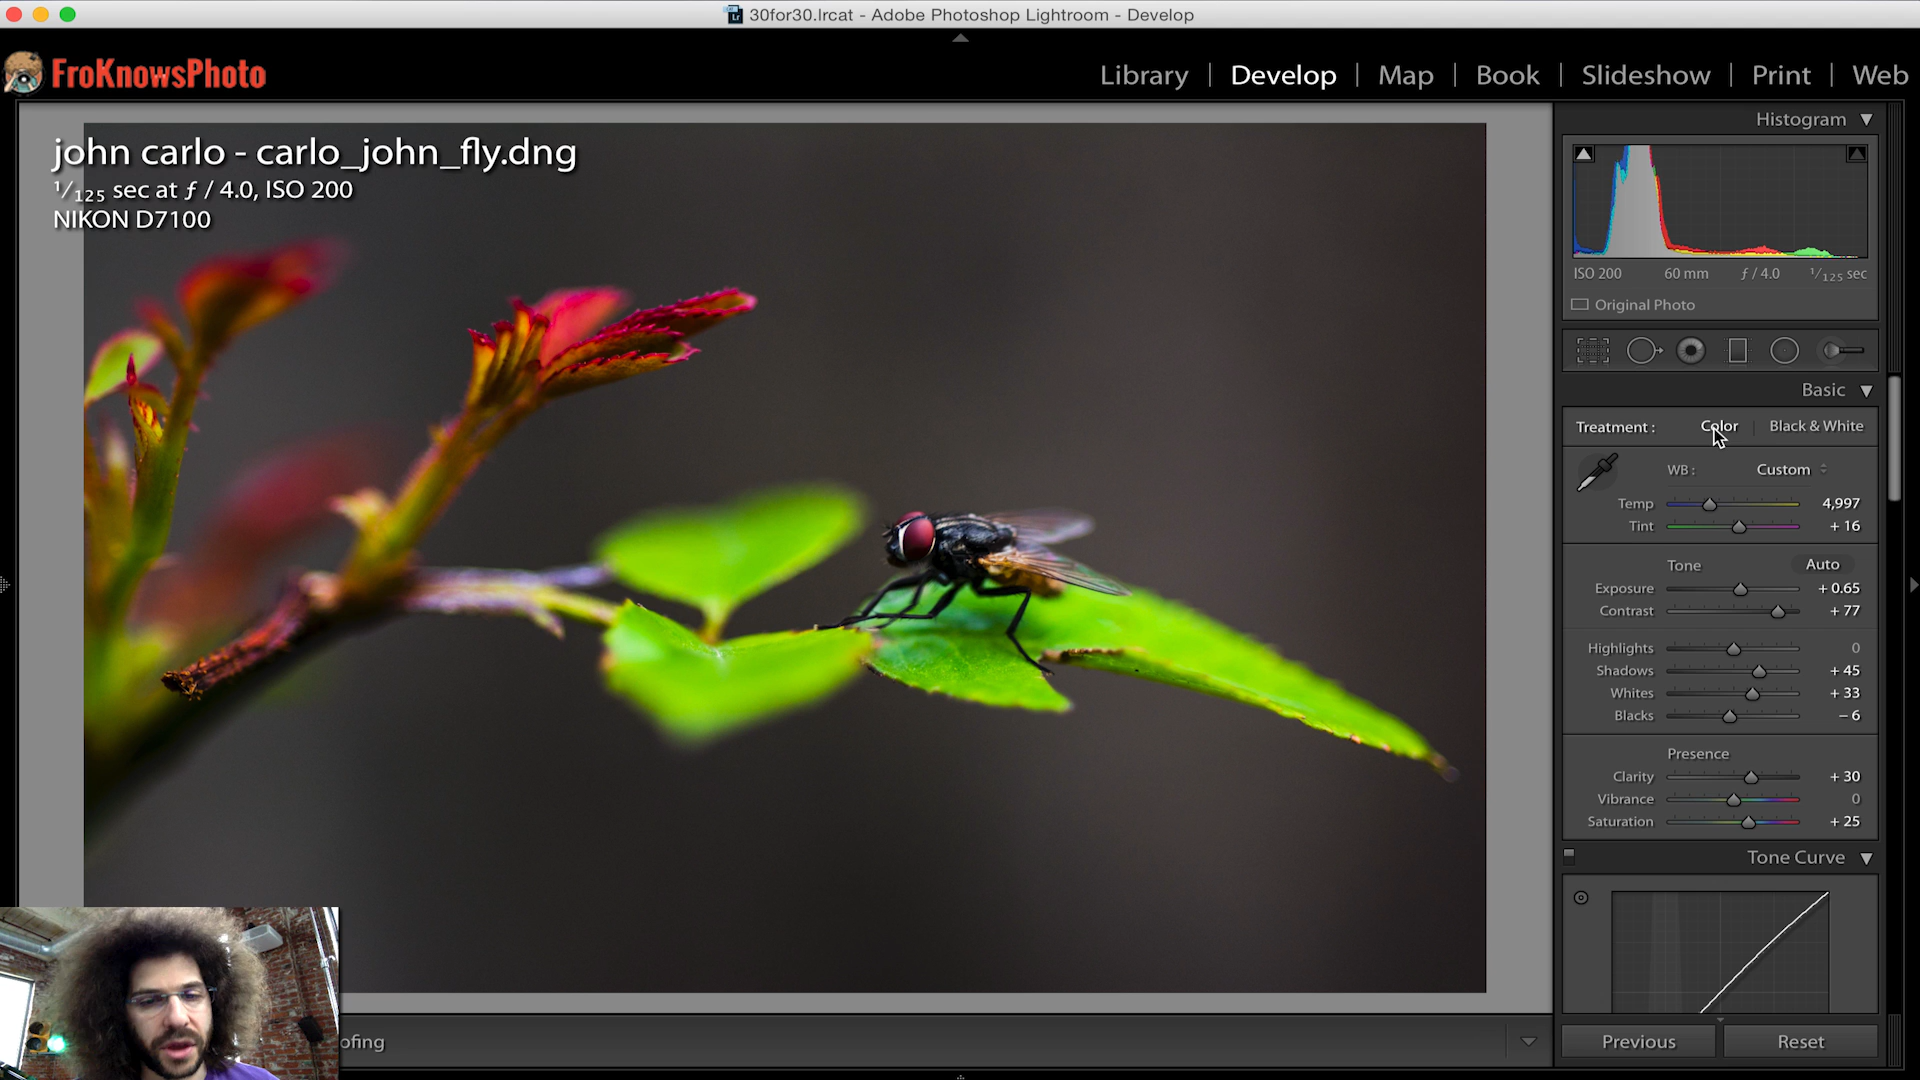 30for30.lrcat - Adobe Photoshop Lightroom - Develop
FroKnowsPhoto
Library | Develop | Map | Book | Slideshow | Print | Web
john carlo - carlo_john_fly.dng
1/125 sec at ƒ / 4.0, ISO 200
NIKON D7100
Histogram
ISO 200 60 mm ƒ / 4.0 1/125 sec
Original Photo
Basic
Treatment : Color Black & White
WB : Custom
Temp 4,997
Tint + 16
Tone Auto
Exposure + 0.65
Contrast + 77
Highlights 0
Shadows + 45
Whites + 33
Blacks – 6
Presence
Clarity + 30
Vibrance 0
Saturation + 25
Tone Curve
ofing
Previous Reset